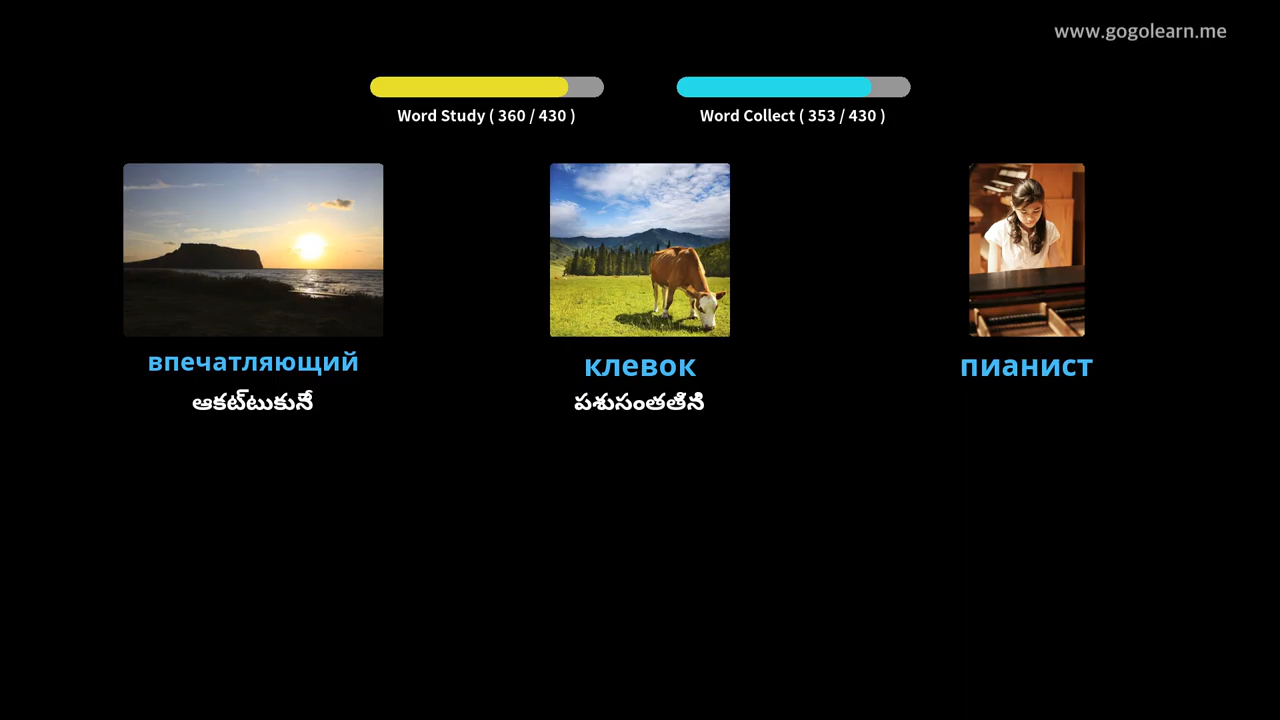 www.gogolearn.me
Word Study ( 360 / 430 )
Word Collect ( 353 / 430 )
впечатляющий
клевок
пианист
ఆకట్టుకునే
పశుసంతతిని